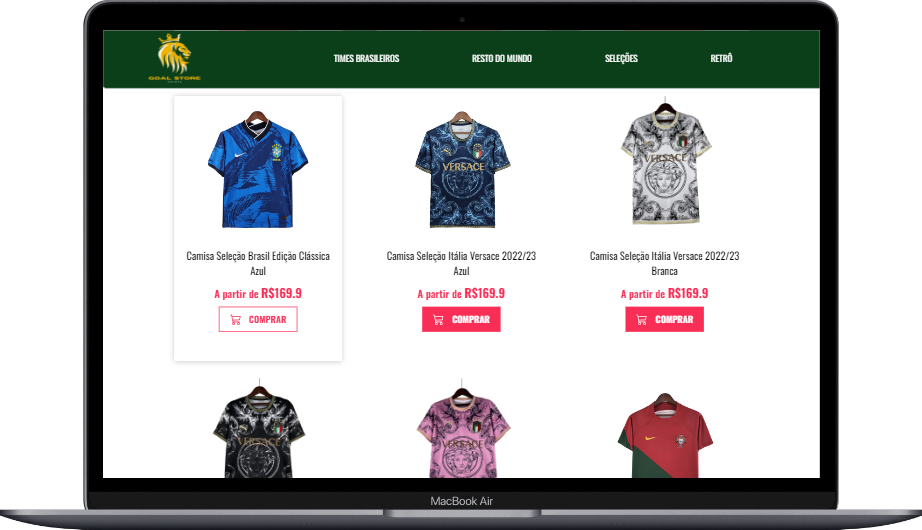 GOAL STORE
TIMES BRASILEIROS
RESTO DO MUNDO
SELEÇÕES
RETRÔ
VERSACE
VERSACE
Camisa Seleção Brasil Edição Clássica
Azul
A partir de R$169.9
COMPRAR
Camisa Seleção Itália Versace 2022/23
Azul
A partir de R$169.9
COMPRAR
Camisa Seleção Itália Versace 2022/23
Branca
A partir de R$169.9
COMPRAR
VERSACE
VERSACE
MacBook Air